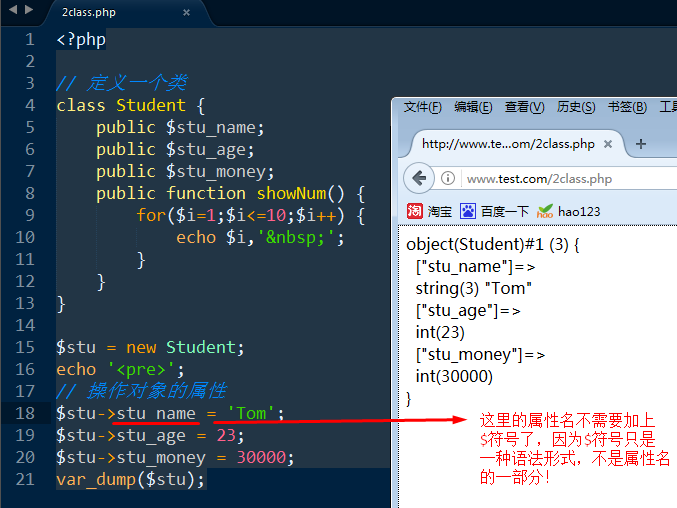 2class.php
1 <?php
2
3 // 定义一个类
4 class Student {
5 public $stu_name;
6 public $stu_age;
7 public $stu_money;
8 public function showNum() {
9 for($i=1;$i<=10;$i++) {
10 echo $i,'&nbsp;';
11 }
12 }
13 }
14
15 $stu = new Student;
16 echo '<pre>';
17 // 操作对象的属性
18 $stu->stu_name = 'Tom';
19 $stu->stu_age = 23;
20 $stu->stu_money = 30000;
21 var_dump($stu);
文件(F) 编辑(E) 查看(V) 历史(S) 书签(B)
http://www.te...om/2class.php
www.test.com/2class.php
淘 淘宝 百度一下 hao hao123
object(Student)#1 (3) {
["stu_name"]=>
string(3) "Tom"
["stu_age"]=>
int(23)
["stu_money"]=>
int(30000)
}
这里的属性名不需要加上
$符号了，因为$符号只是
一种语法形式，不是属性名
的一部分！